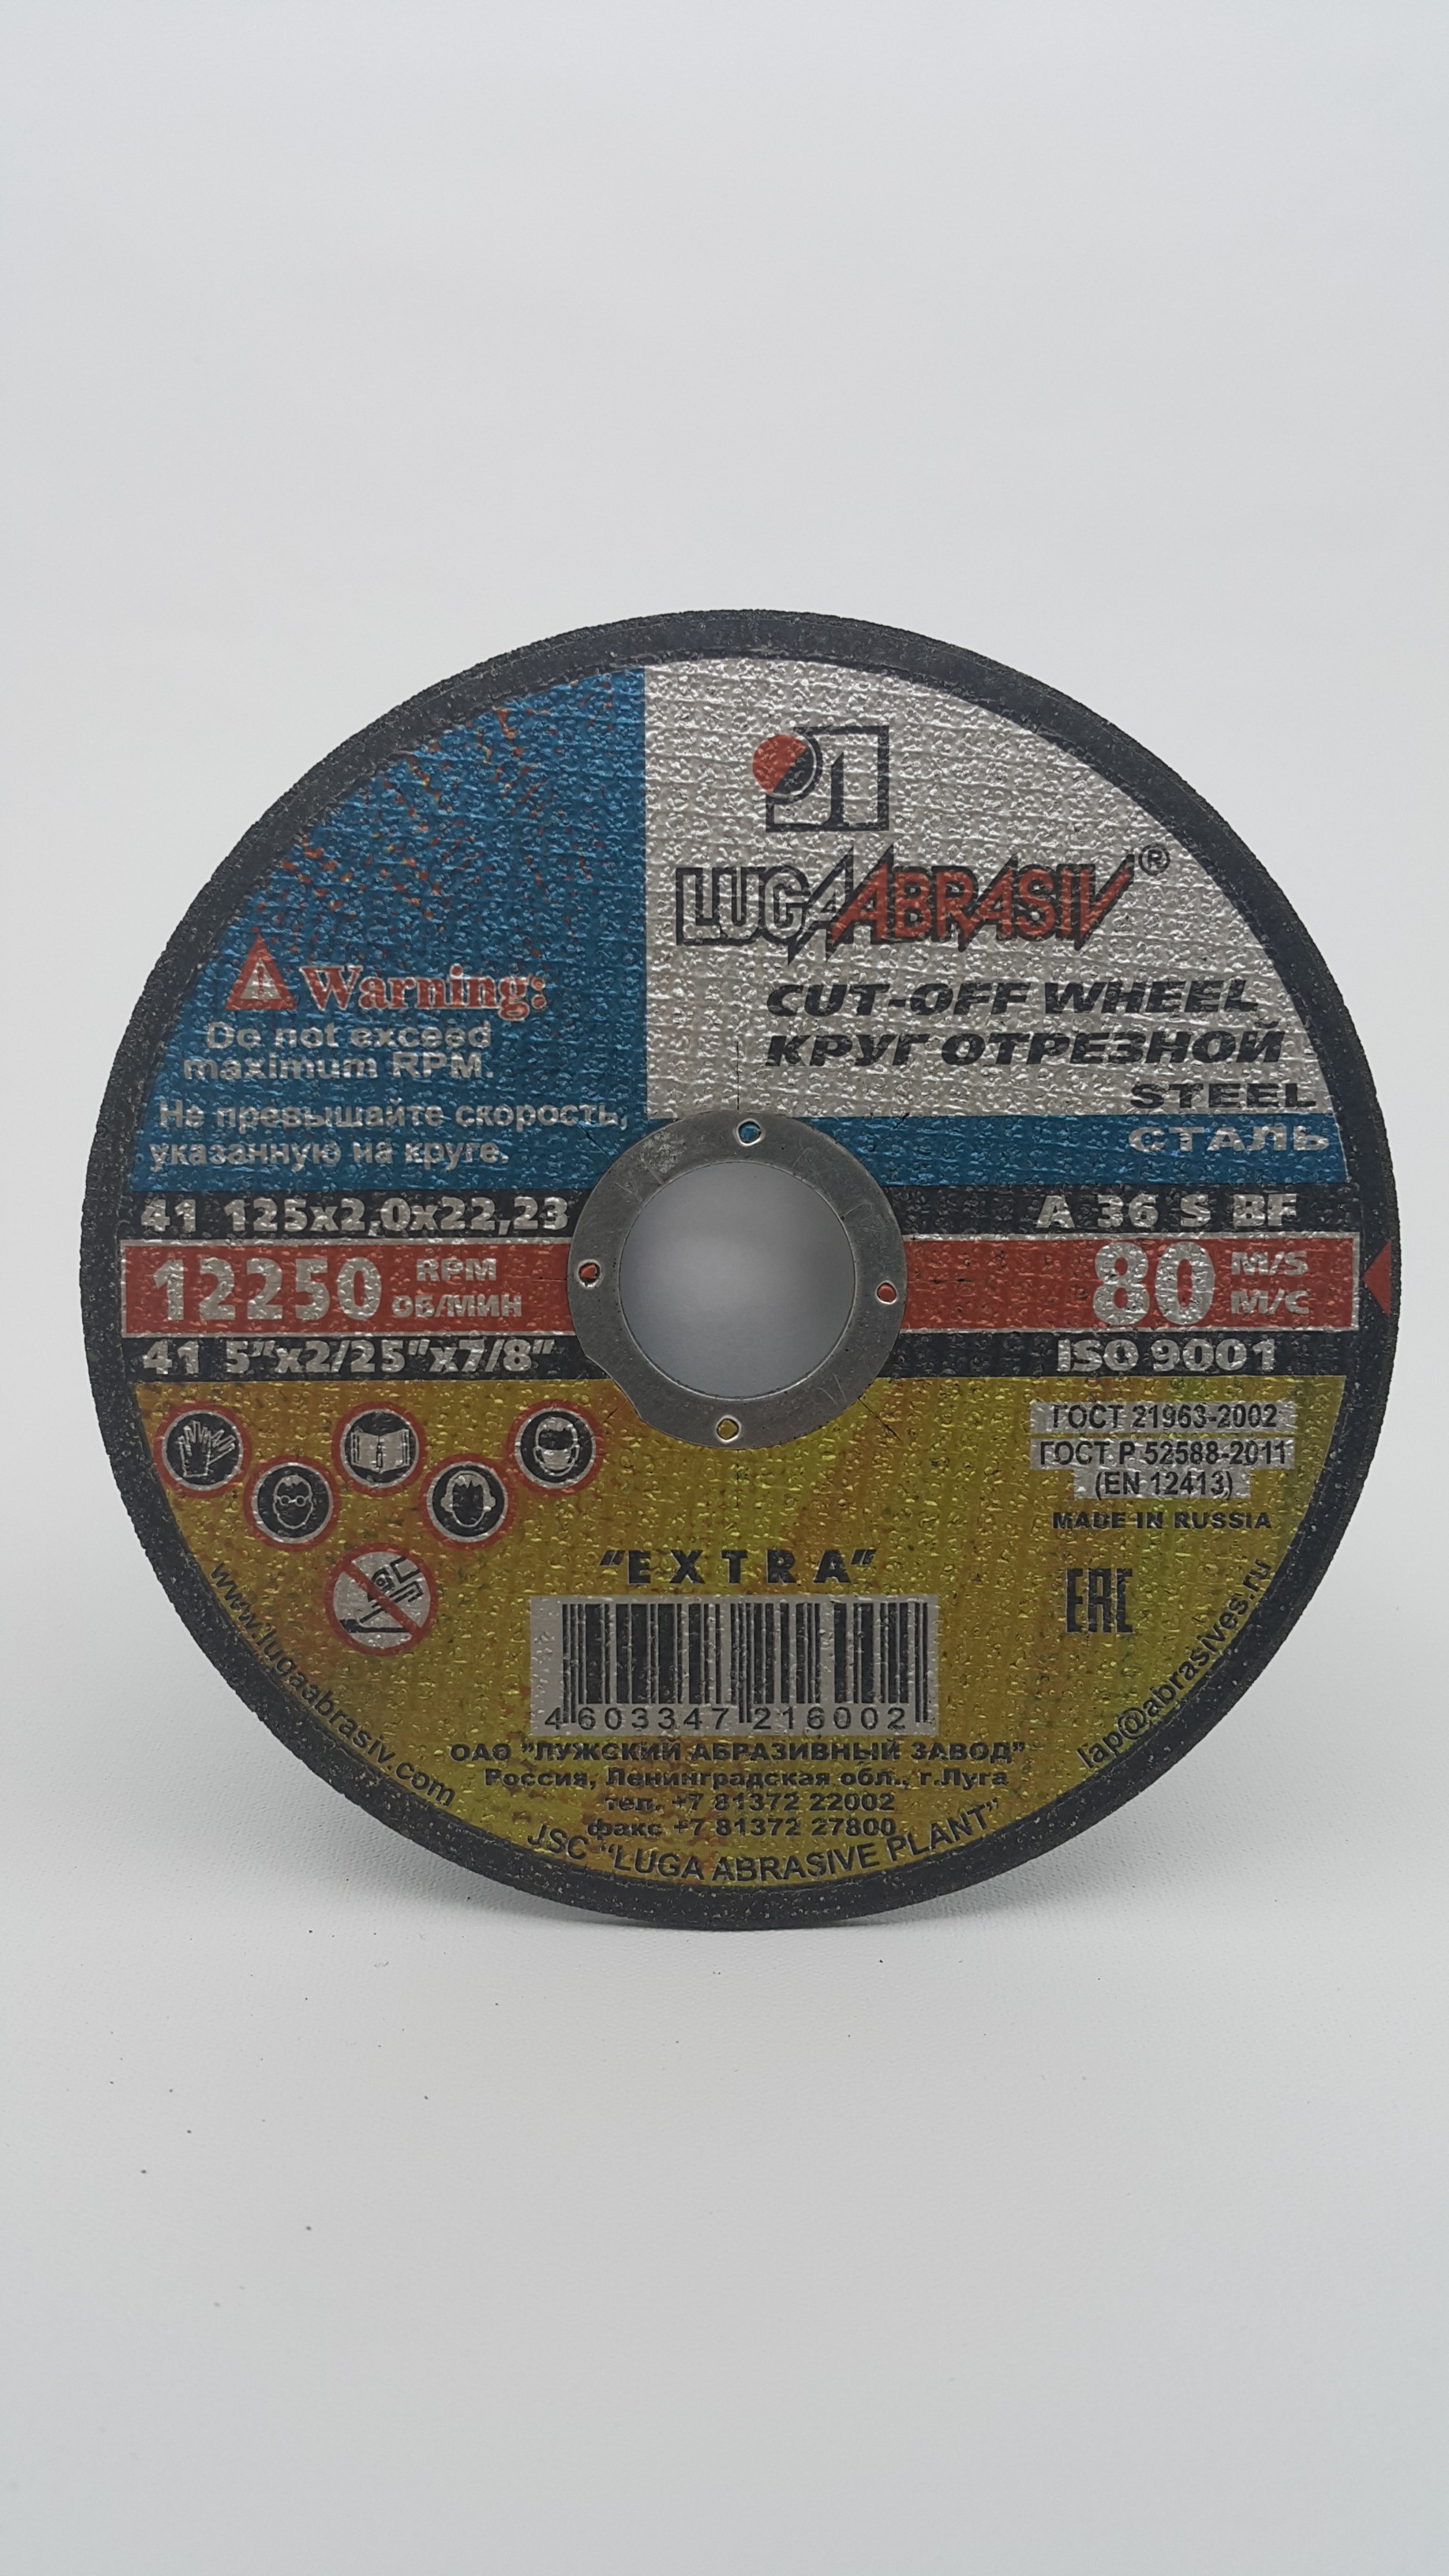 LUGAABRASIV®
CUT-OFF WHEEL
КРУГ ОТРЕЗНОЙ
STEEL
СТАЛЬ
Warning:
Do not exceed
maximum RPM.
Не превышайте скорость,
указанную на круге.
41 125x2,0x22,23
12250 RPM
ОБ/МИН
41 5"x2/25"x7/8"
A 36 S BF
80 M/S
М/С
ISO 9001
ГОСТ 21963-2002
ГОСТ Р 52588-2011
(EN 12413)
MADE IN RUSSIA
EAC
"EXTRA"
4 603347 216002
ОАО "ЛУЖСКИЙ АБРАЗИВНЫЙ ЗАВОД"
Россия, Ленинградская обл., г.Луга
тел. +7 81372 22002
факс +7 81372 27800
JSC "LUGA ABRASIVE PLANT"
www.lugaabrasiv.com
lap@abrasives.ru